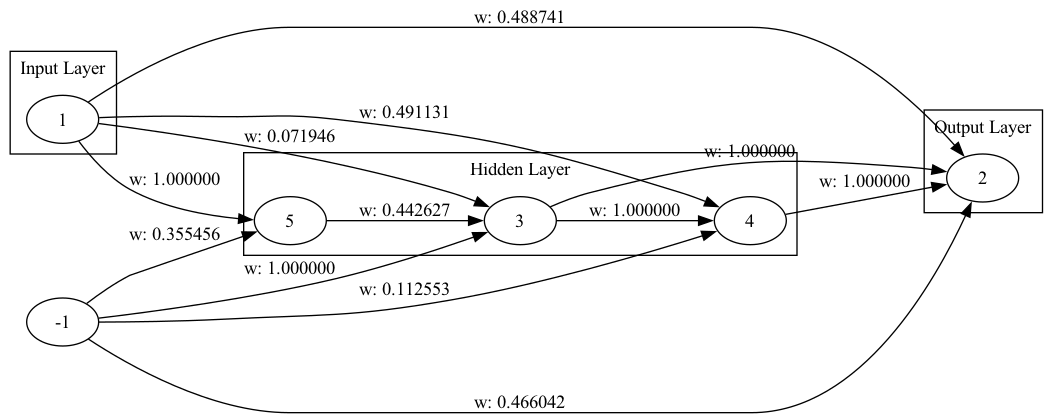 w: 0.488741
Input Layer
1
w: 0.491131
w: 0.071946
Output Layer
w: 1.000000
Hidden Layer
w: 1.000000
w: 1.000000
2
5
w: 0.442627
3
w: 1.000000
4
w: 0.355456
w: 1.000000
w: 0.112553
-1
w: 0.466042